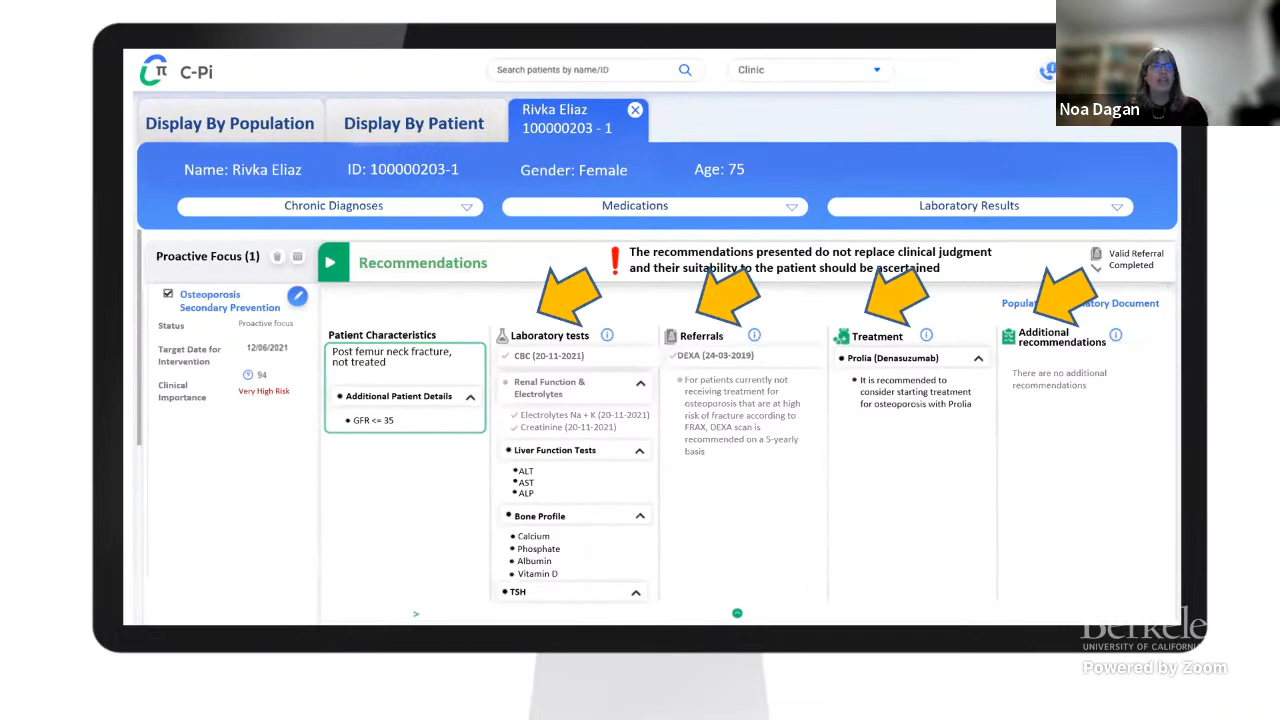 C-Pi
Search patients by name/ID
Clinic
Noa Dagan
Display By Population
Display By Patient
Rivka Eliaz
100000203 - 1
Name: Rivka Eliaz
ID: 100000203-1
Gender: Female
Age: 75
Chronic Diagnoses
Medications
Laboratory Results
Proactive Focus (1)
Recommendations
The recommendations presented do not replace clinical judgment
and their suitability to the patient should be ascertained
Valid Referral
Completed
Osteoporosis
Secondary Prevention
Status
Proactive focus
Target Date for
Intervention
12/06/2021
Clinical
Importance
94
Very High Risk
Document
Patient Characteristics
Post femur neck fracture,
not treated
Additional Patient Details
GFR <= 35
Laboratory tests
CBC (20-11-2021)
Renal Function &
Electrolytes
Electrolytes Na + K (20-11-2021)
Creatinine (20-11-2021)
Liver Function Tests
ALT
AST
ALP
Bone Profile
Calcium
Phosphate
Albumin
Vitamin D
TSH
Referrals
DEXA (24-03-2019)
For patients currently not
receiving treatment for
osteoporosis that are at high
risk of fracture according to
FRAX, DEXA scan is
recommended on a 5-yearly
basis
Treatment
Prolia (Denasuzumab)
It is recommended to
consider starting treatment
for osteoporosis with Prolia
Additional
recommendations
There are no additional
recommendations
Berkeley
UNIVERSITY OF CALIFORNIA
Powered by Zoom